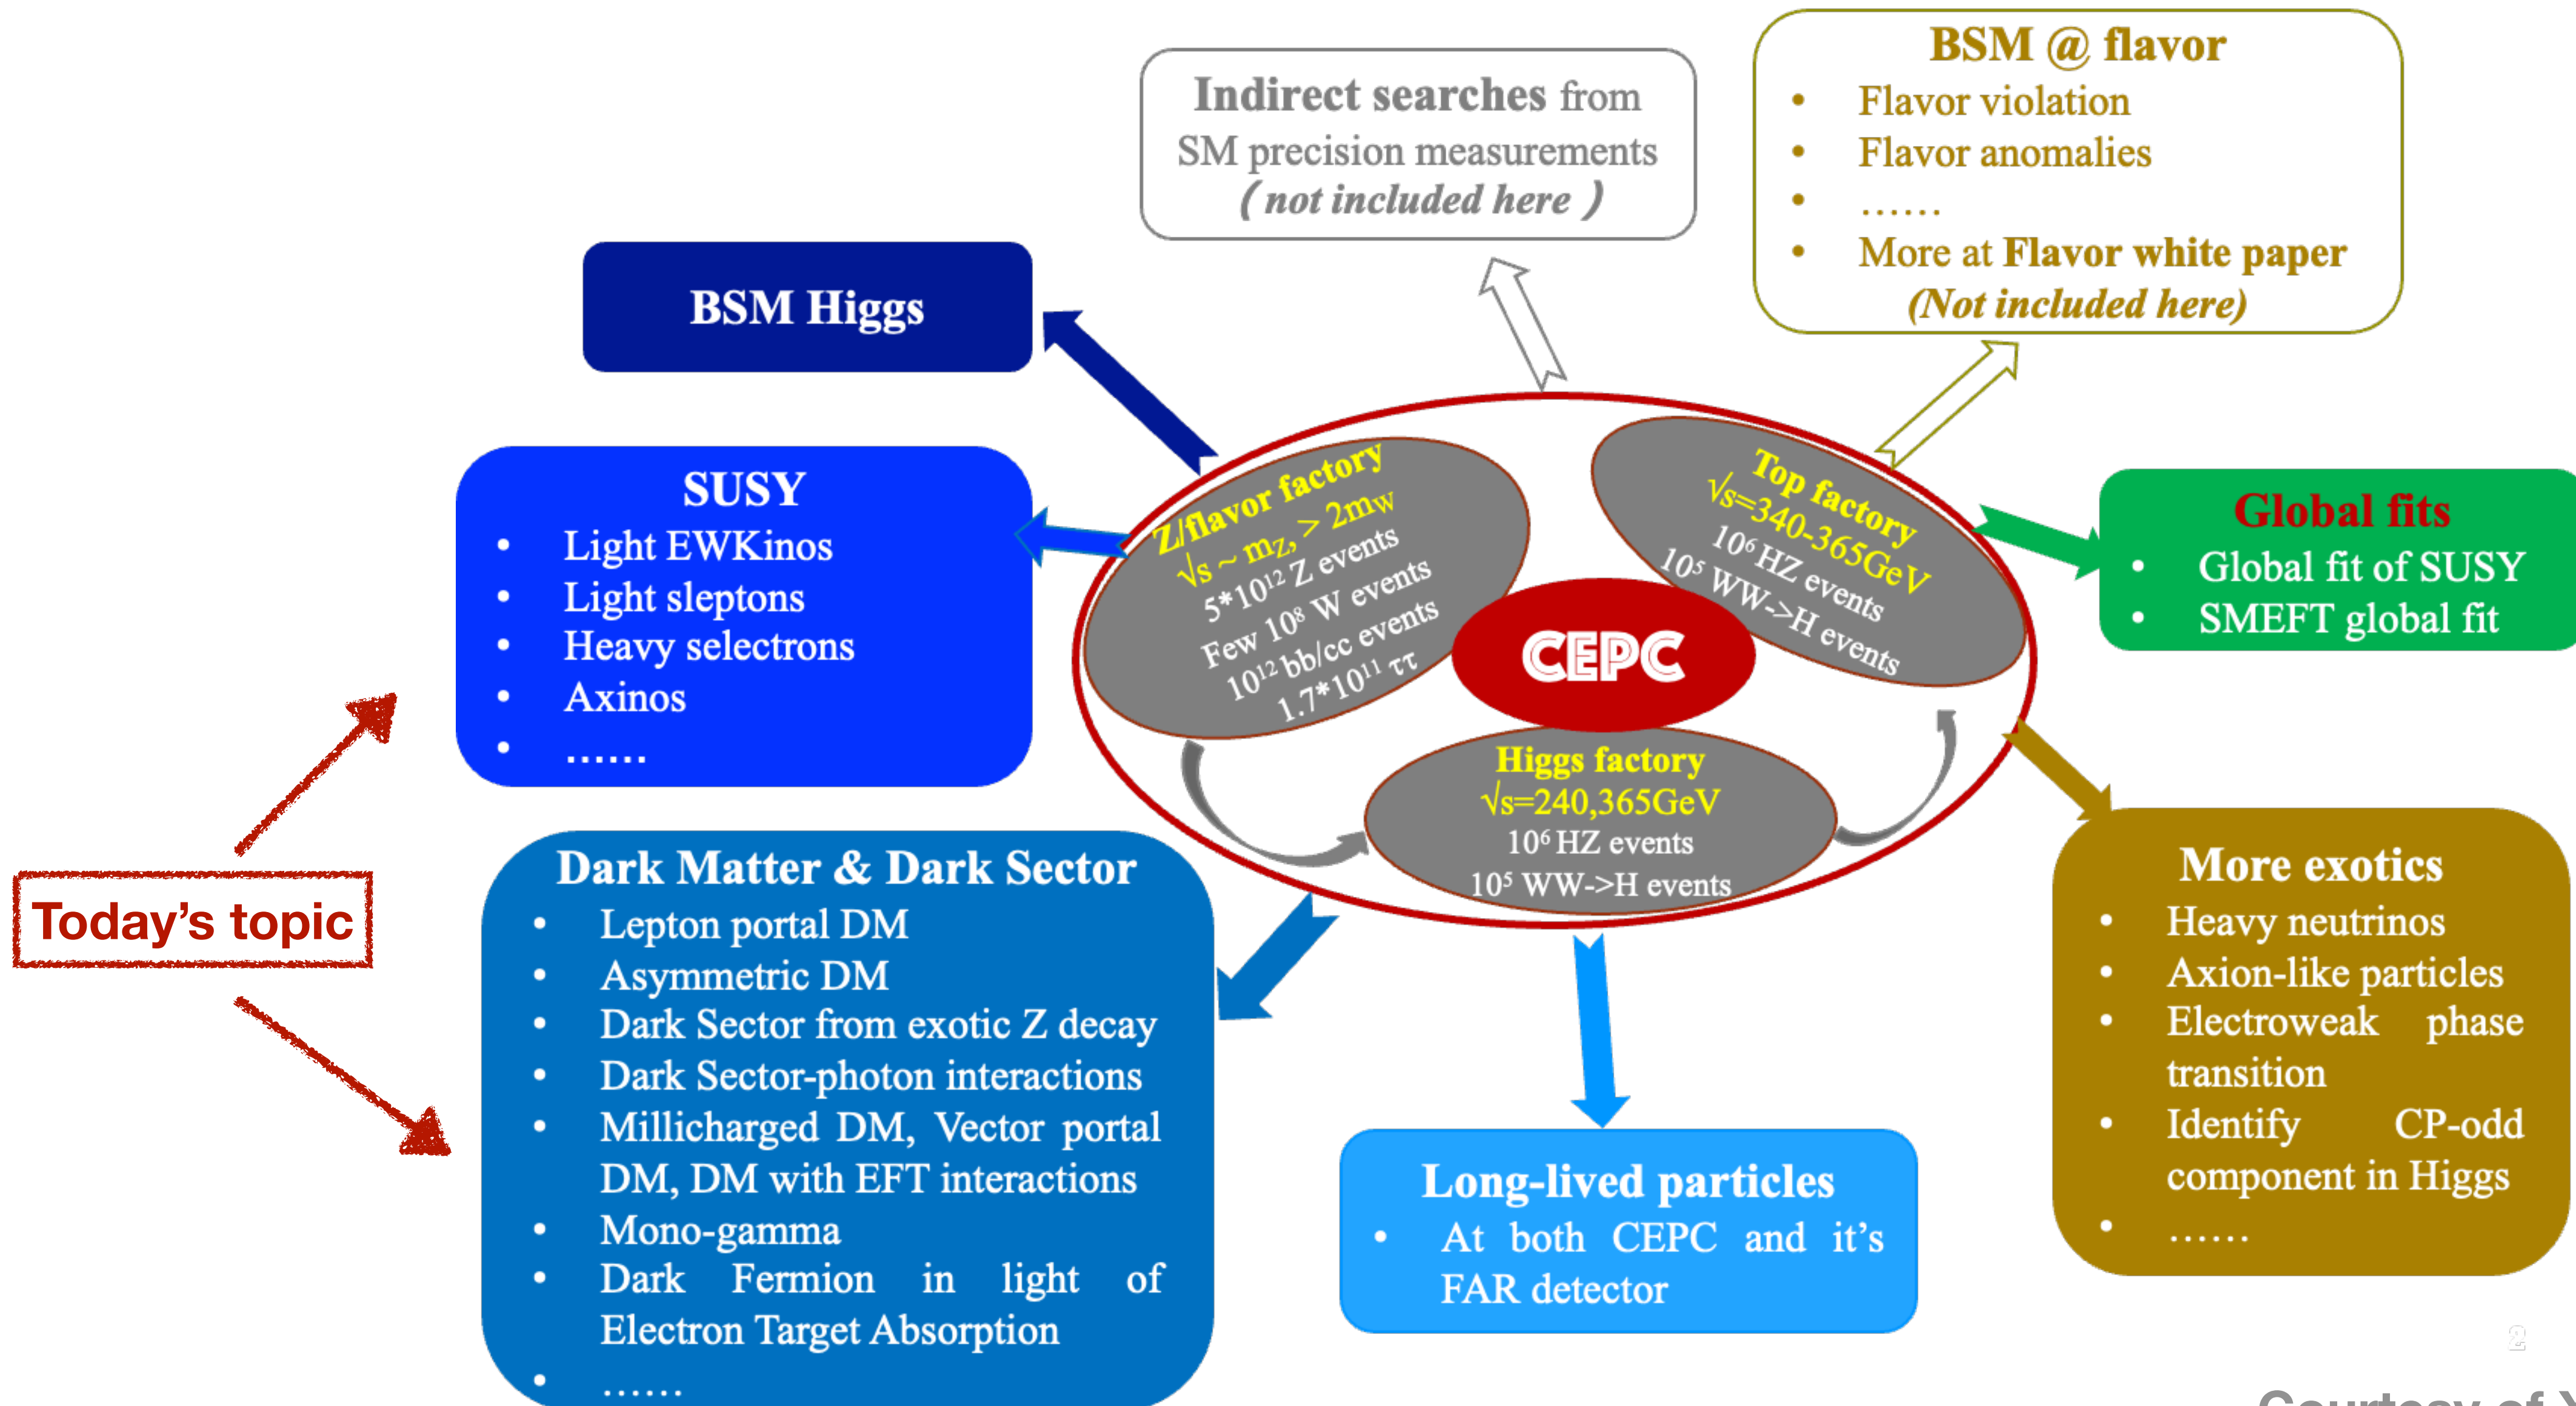 Indirect searches from
SM precision measurements
( not included here )
BSM @ flavor
• Flavor violation
• Flavor anomalies
• ......
• More at Flavor white paper
(Not included here)
BSM Higgs
SUSY
• Light EWKinos
• Light sleptons
• Heavy selectrons
• Axinos
• ......
Z/flavor factory
√s ~ mZ, > 2mW
5*10¹² Z events
Few 10⁸ W events
10¹² bb/cc events
1.7*10¹¹ ττ
Top factory
√s=340-365GeV
10⁶ HZ events
10⁵ WW->H events
CEPC
Higgs factory
√s=240,365GeV
10⁶ HZ events
10⁵ WW->H events
Global fits
• Global fit of SUSY
• SMEFT global fit
Today's topic
Dark Matter & Dark Sector
• Lepton portal DM
• Asymmetric DM
• Dark Sector from exotic Z decay
• Dark Sector-photon interactions
• Millicharged DM, Vector portal
DM, DM with EFT interactions
• Mono-gamma
• Dark Fermion in light of
Electron Target Absorption
• ......
Long-lived particles
• At both CEPC and it's
FAR detector
More exotics
• Heavy neutrinos
• Axion-like particles
• Electroweak phase
transition
• Identify CP-odd
component in Higgs
• ......
2
Courtesy of